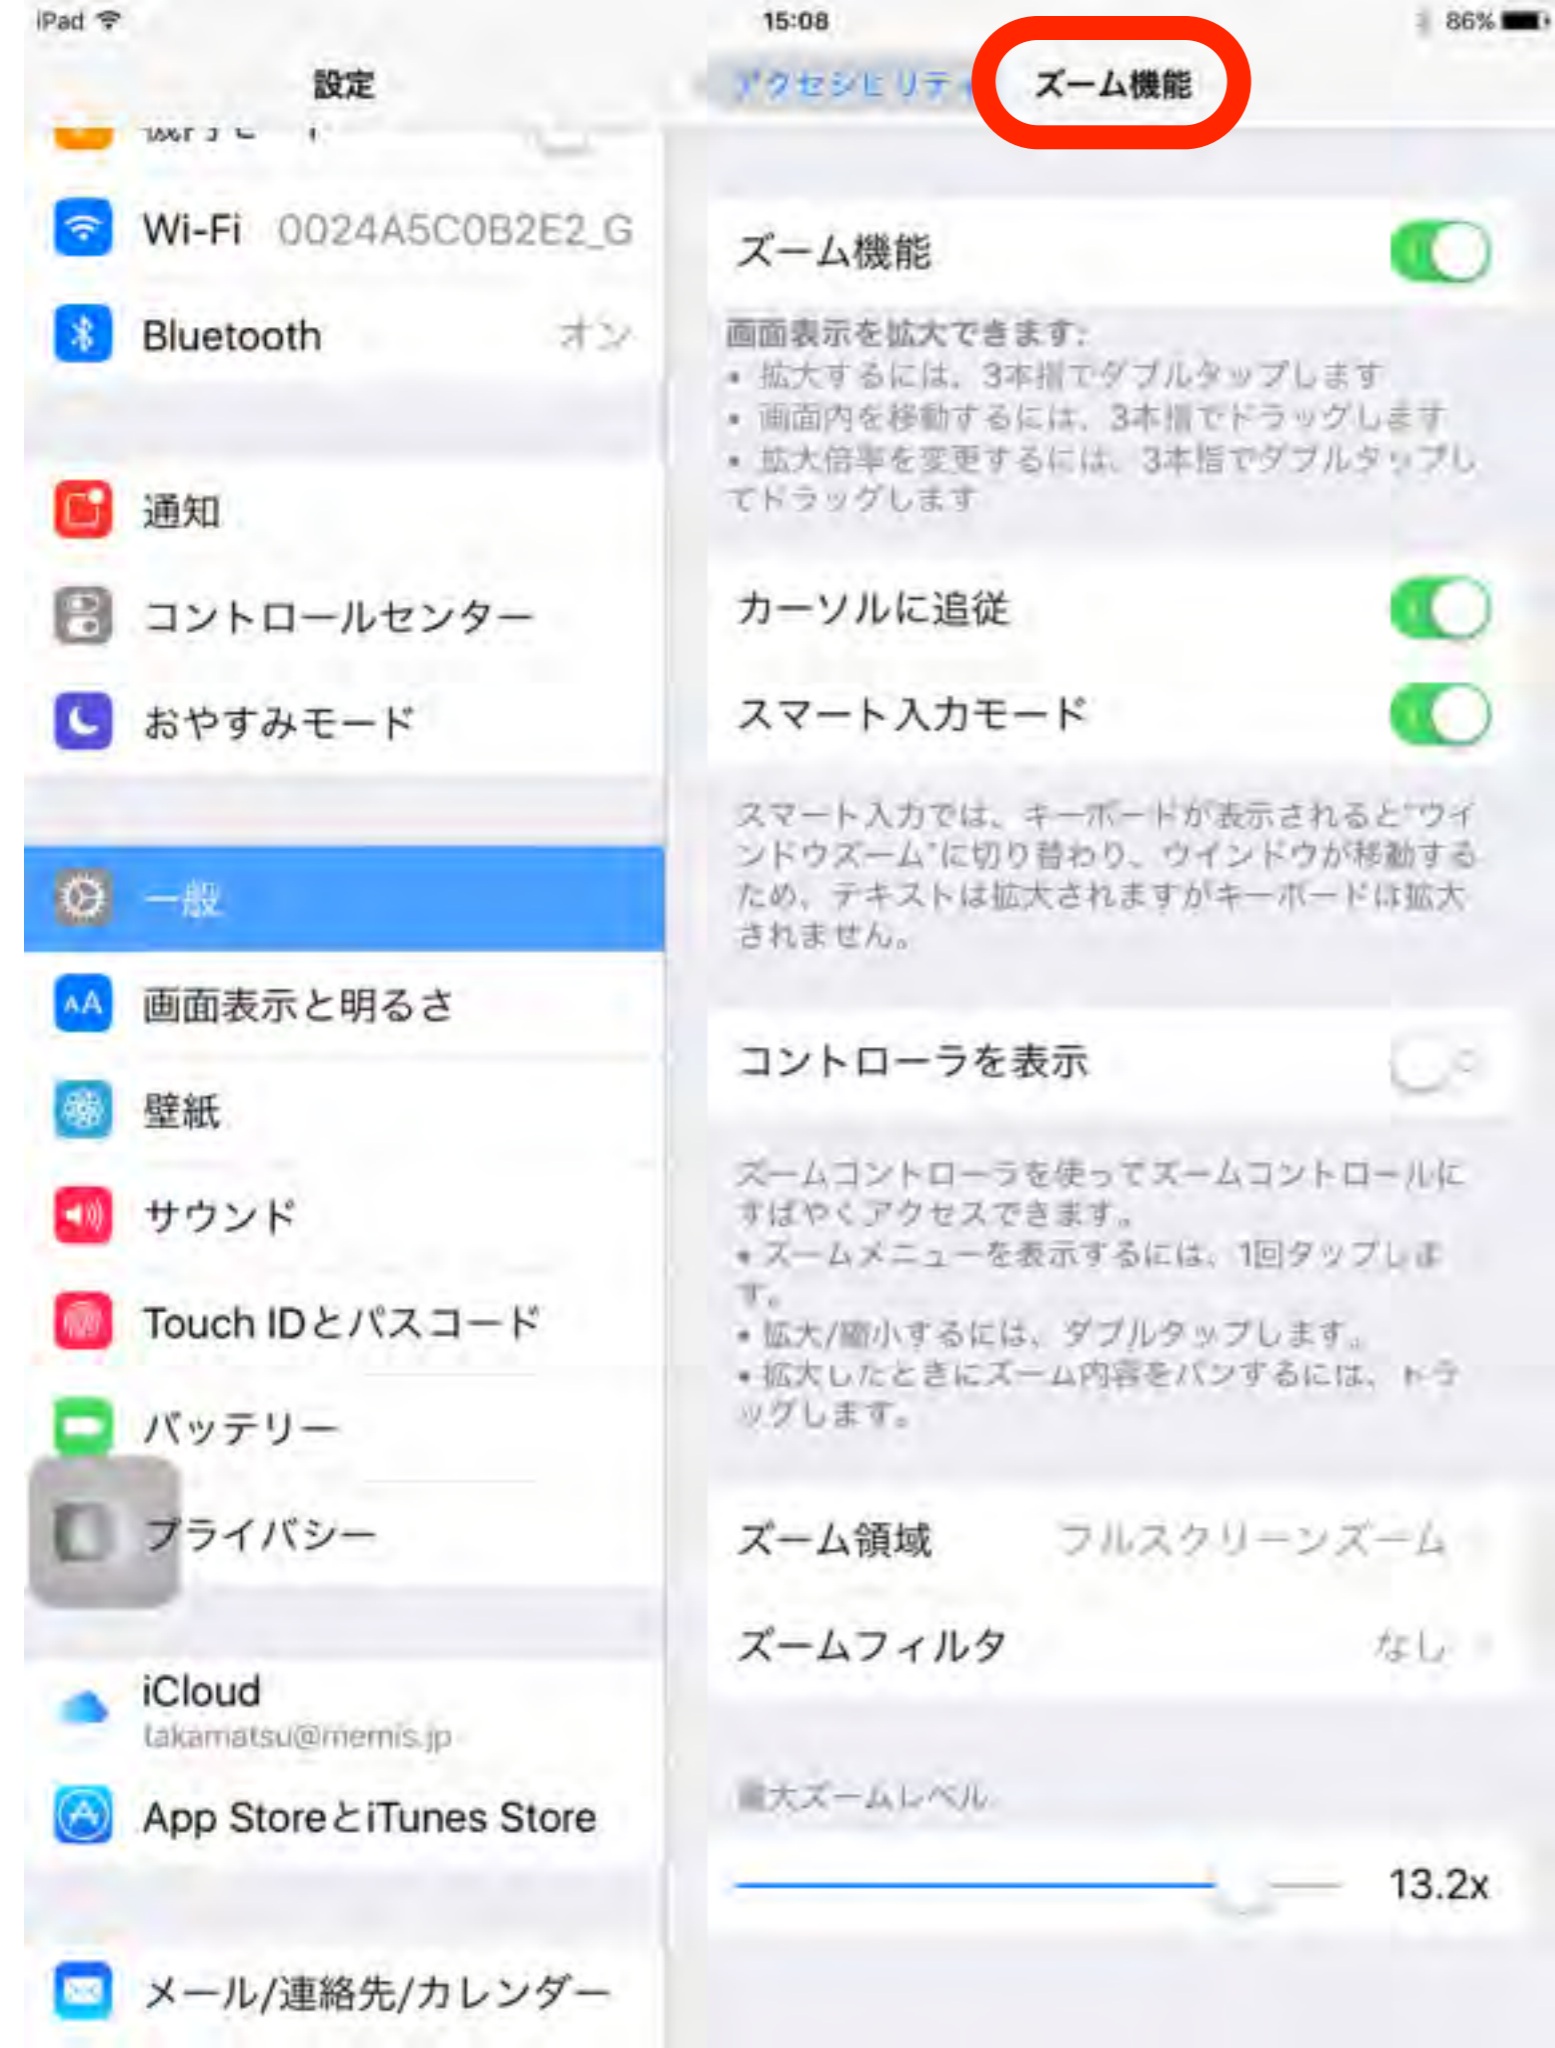 iPad
15:08
86%
設定
アクセシビリティ
ズーム機能
Wi-Fi 0024A5C0B2E2_G
Bluetooth オン
通知
コントロールセンター
おやすみモード
一般
画面表示と明るさ
壁紙
サウンド
Touch IDとパスコード
バッテリー
プライバシー
iCloud
takamatsu@memis.jp
App StoreとiTunes Store
メール/連絡先/カレンダー
ズーム機能
画面表示を拡大できます:
• 拡大するには、3本指でダブルタップします
• 画面内を移動するには、3本指でドラッグします
• 拡大倍率を変更するには、3本指でダブルタップし
てドラッグします
カーソルに追従
スマート入力モード
スマート入力では、キーボードが表示されると"ウイ
ンドウズーム"に切り替わり、ウインドウが移動する
ため、テキストは拡大されますがキーボードは拡大
されません。
コントローラを表示
ズームコントローラを使ってズームコントロールに
すばやくアクセスできます。
• ズームメニューを表示するには、1回タップしま
す。
• 拡大/縮小するには、ダブルタップします。
• 拡大したときにズーム内容をパンするには、ドラ
ッグします。
ズーム領域 フルスクリーンズーム
ズームフィルタ なし
最大ズームレベル
13.2x